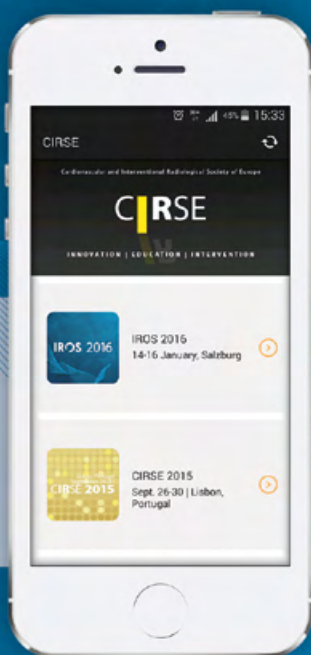 45% 15:33
CIRSE
Cardiovascular and Interventional Radiological Society of Europe
CIRSE
INNOVATION | EDUCATION | INTERVENTION
IROS 2016
IROS 2016
14-16 January, Salzburg
CIRSE 2015
CIRSE 2015
Sept. 26-30 | Lisbon,
Portugal